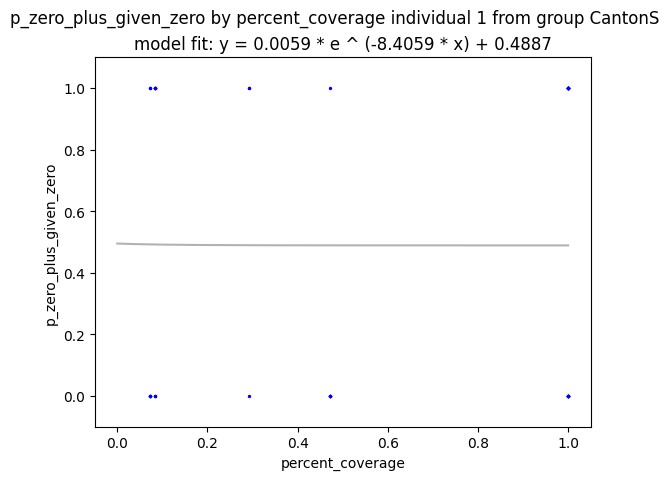 p_zero_plus_given_zero by percent_coverage individual 1 from group CantonS
model fit: y = 0.0059 * e ^ (-8.4059 * x) + 0.4887
1.0
0.8
0.6
0.4
0.2
0.0
p_zero_plus_given_zero
0.0 0.2 0.4 0.6 0.8 1.0
percent_coverage